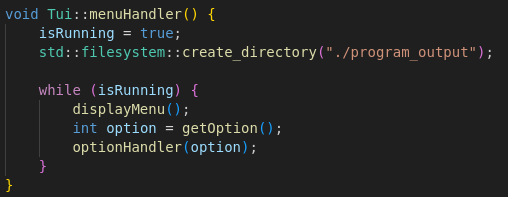 void Tui::menuHandler() {
    isRunning = true;
    std::filesystem::create_directory("./program_output");

    while (isRunning) {
        displayMenu();
        int option = getOption();
        optionHandler(option);
    }
}